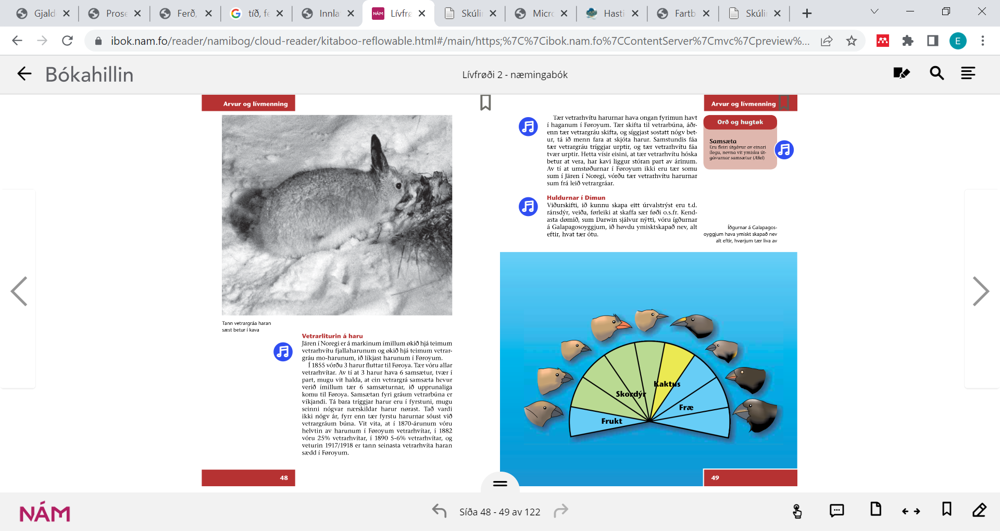 Gjald
Prose
Ferð,
tíð, fe
Innla
NÁM
Lívfrø
Skúli
Micro
Hasti
Fartb
Skúli
ibok.nam.fo/reader/namibog/cloud-reader/kitaboo-reflowable.html#/main/https;%7C%7Cibok.nam.fo%7CContentServer%7Cmvc%7Cpreview%...
E
Bókahillin
Lívfrøði 2 - næmingabók
Arvur og lívmenning
Tann vetrargráa haran
sæst betur í kava
Vetrarliturin á haru
Jären í Noregi er á markinum ímillum økið hjá teimum
vetrarhvítu fjallaharunum og økið hjá teimum vetrar-
gráu mo-harunum, ið líkjast harunum í Føroyum.
Í 1855 vórðu 3 harur fluttar til Føroya. Tær vóru allar
vetrarhvítar. Av tí at 3 harur hava 6 samsætur, tvær í
part, mugu vit halda, at ein vetrargrá samsæta hevur
verið ímillum tær 6 samsæturnar, ið upprunaliga
komu til Føroya. Samsætan fyri gráum vetrarbúna er
víkjandi. Tá bara tríggjar harur eru í fyrstuni, mugu
seinni nógvar nærskildar harur nørast. Tað vardi
ikki nógv ár, fyrr enn tær fyrstu harurnar sóust við
vetrargráum búna. Vit vita, at í 1870-árunum vóru
helvtin av harunum í Føroyum vetrarhvítar, í 1882
vóru 25% vetrarhvítar, í 1890 5-6% vetrarhvítar, og
veturin 1917/1918 er tann seinasta vetrarhvíta haran
sædd í Føroyum.
48
Arvur og lívmenning
Tær vetrarhvítu harurnar hava ongan fyrimun havt
í haganum í Føroyum. Tær skifta til vetrarbúna, áðr-
enn tær vetrargráu skifta, og síggjast sostatt nógv bet-
ur, tá ið menn fara at skjóta harur. Samstundis fáa
tær vetrargráu tríggjar urptir, og tær vetrarhvítu fáa
tvær urptir. Hetta vísir eisini, at tær vetrarhvítu hóska
betur at vera, har kavi liggur stóran part av árinum.
Av tí at umstøðurnar í Føroyum ikki eru tær somu
sum í Jären í Noregi, vórðu tær vetrarhvítu harurnar
sum frá leið vetrargráar.
Orð og hugtøk
Samsæta
Eru fleiri útgávur av einari
ílegu, nevna vit ymisku út-
gávurnar samsætur (Allel)
Huldurnar í Dímun
Viðurskifti, ið kunnu skapa eitt úrvalstrýst eru t.d.
ránsdýr, veiða, førleiki at skaffa sær føði o.s.fr. Kend-
asta dømið, sum Darwin sjálvur nýtti, vóru ígðurnar
á Galapagosoyggjum, ið høvdu ymisktskapað nev, alt
eftir, hvat tær ótu.
Íðgurnar á Galapagos-
oyggjum hava ymiskt skapað nev
alt eftir, hvørjum tær liva av
Kaktus
Skordýr
Fræ
Frukt
49
NÁM
Síða 48 - 49 av 122